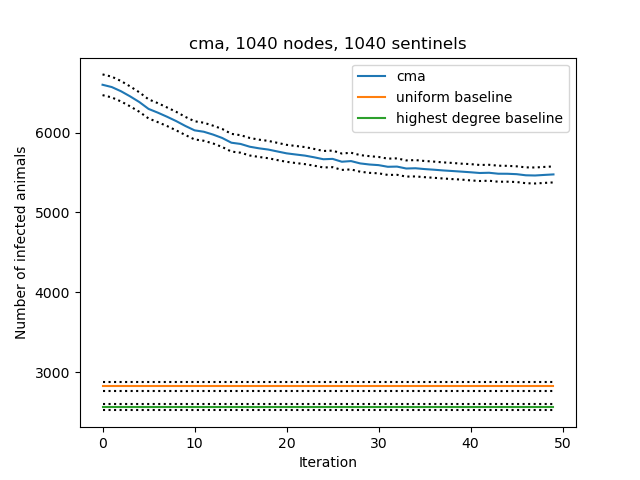 cma, 1040 nodes, 1040 sentinels
cma
uniform baseline
highest degree baseline
Number of infected animals
6000
5000
4000
3000
0
10
20
30
40
50
Iteration